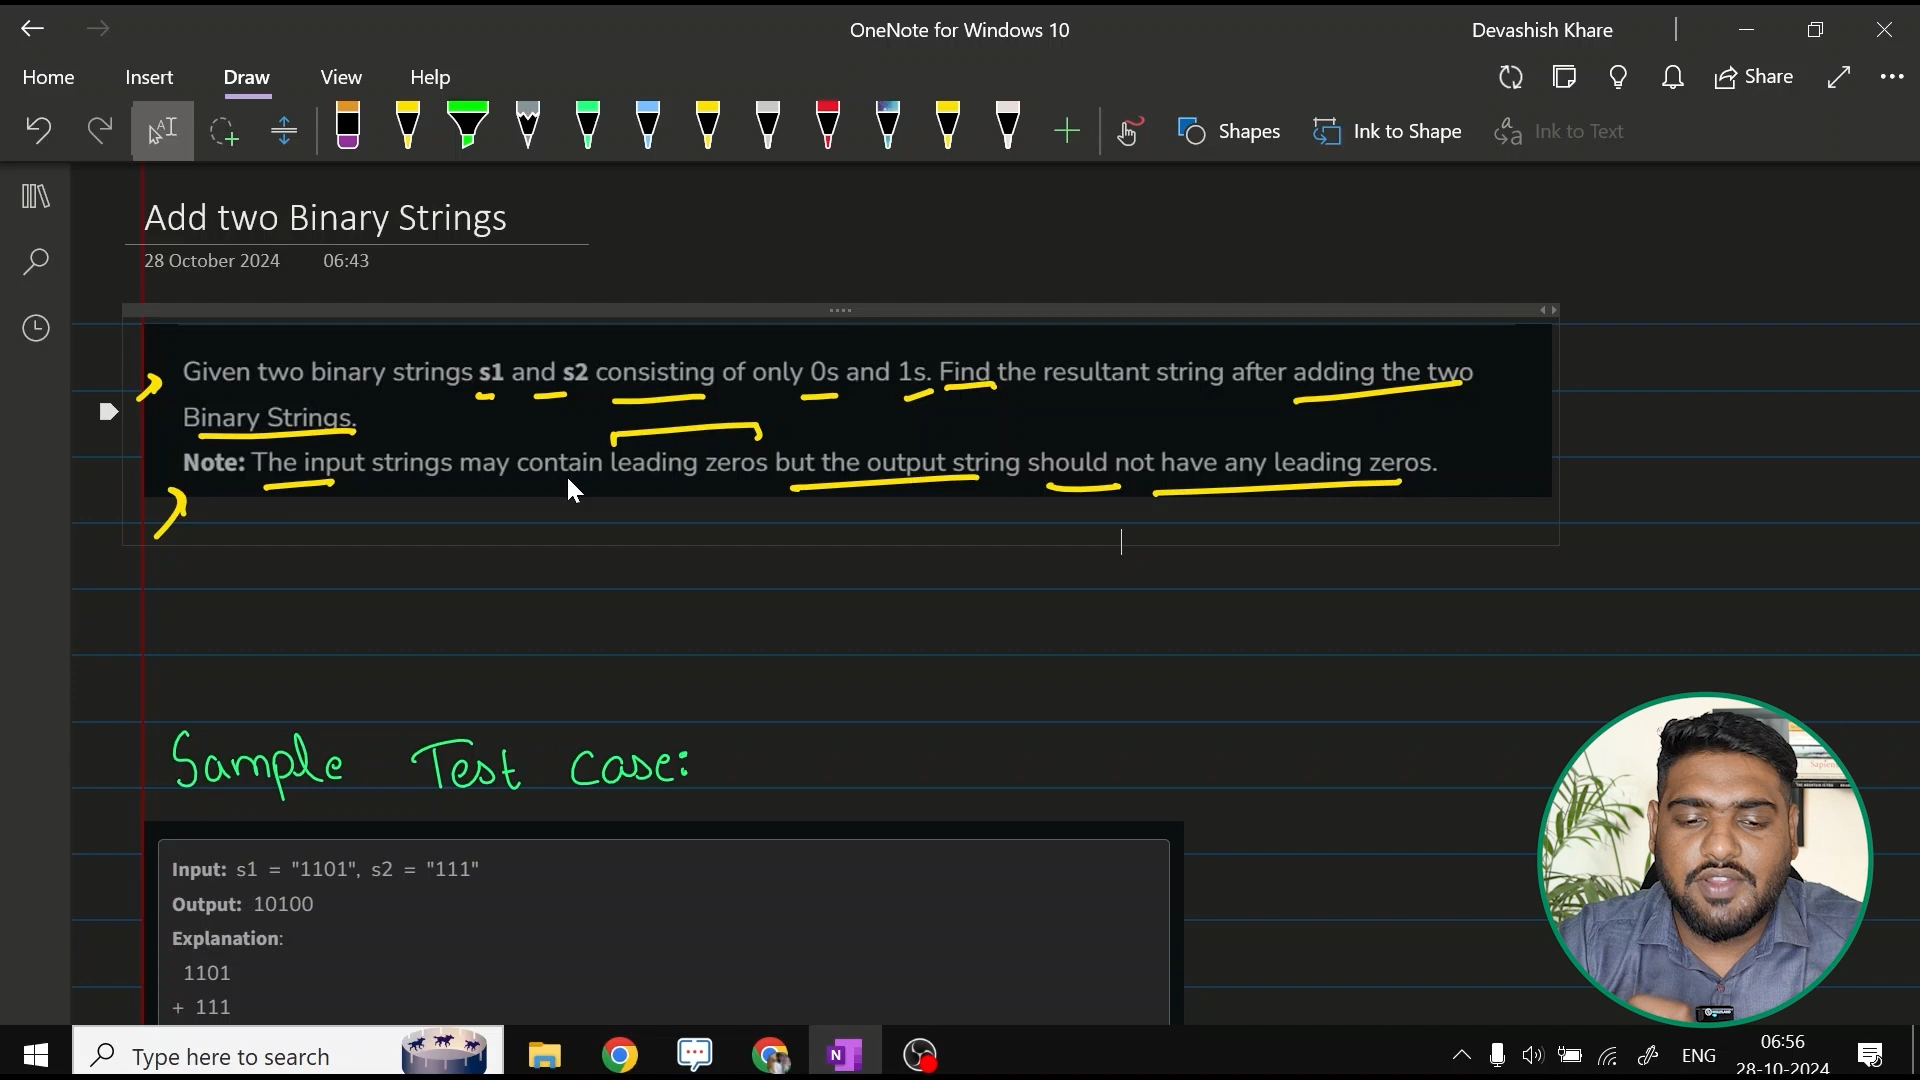 OneNote for Windows 10
Devashish Khare
Home Insert Draw View Help
Share
Shapes Ink to Shape Ink to Text
Add two Binary Strings
28 October 2024 06:43
Given two binary strings s1 and s2 consisting of only 0s and 1s. Find the resultant string after adding the two
Binary Strings.
Note: The input strings may contain leading zeros but the output string should not have any leading zeros.
Sample Test Case:
Input: s1 = "1101", s2 = "111"
Output: 10100
Explanation:
1101
+ 111
Type here to search
ENG
06:56
28-10-2024